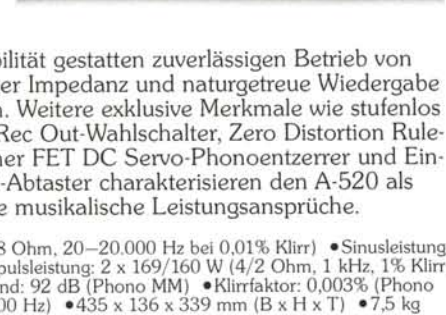 bilität gestatten zuverlässigen Betrieb von
er Impedanz und naturgetreue Wiedergabe
n. Weitere exklusive Merkmale wie stufenlos
Rec Out-Wahlschalter, Zero Distortion Rule-
ner FET DC Servo-Phonoentzerrer und Ein-
-Abtaster charakterisieren den A-520 als
e musikalische Leistungsansprüche.
8 Ohm, 20–20.000 Hz bei 0,01% Klirr) ●Sinusleistung
pulsleistung: 2 x 169/160 W (4/2 Ohm, 1 kHz, 1% Klirr
nd: 92 dB (Phono MM) ●Klirrfaktor: 0,003% (Phono
00 Hz) ●435 x 136 x 339 mm (B x H x T) ●7,5 kg